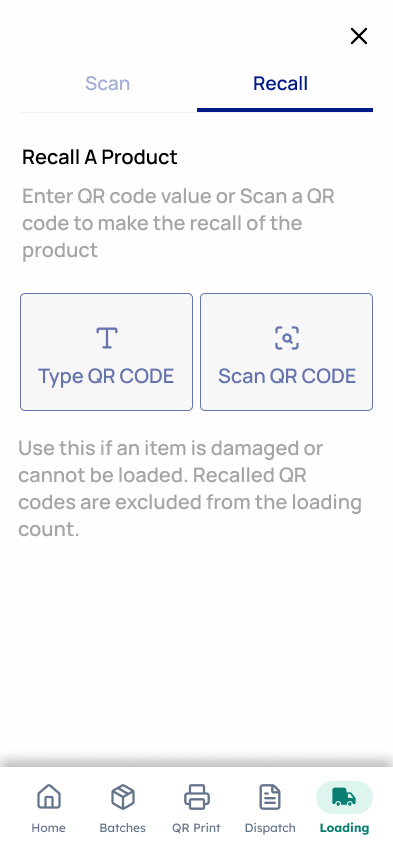 Scan Recall
Recall A Product
Enter QR code value or Scan a QR
code to make the recall of the
product
Type QR CODE Scan QR CODE
Use this if an item is damaged or
cannot be loaded. Recalled QR
codes are excluded from the loading
count.
Home Batches QR Print Dispatch Loading